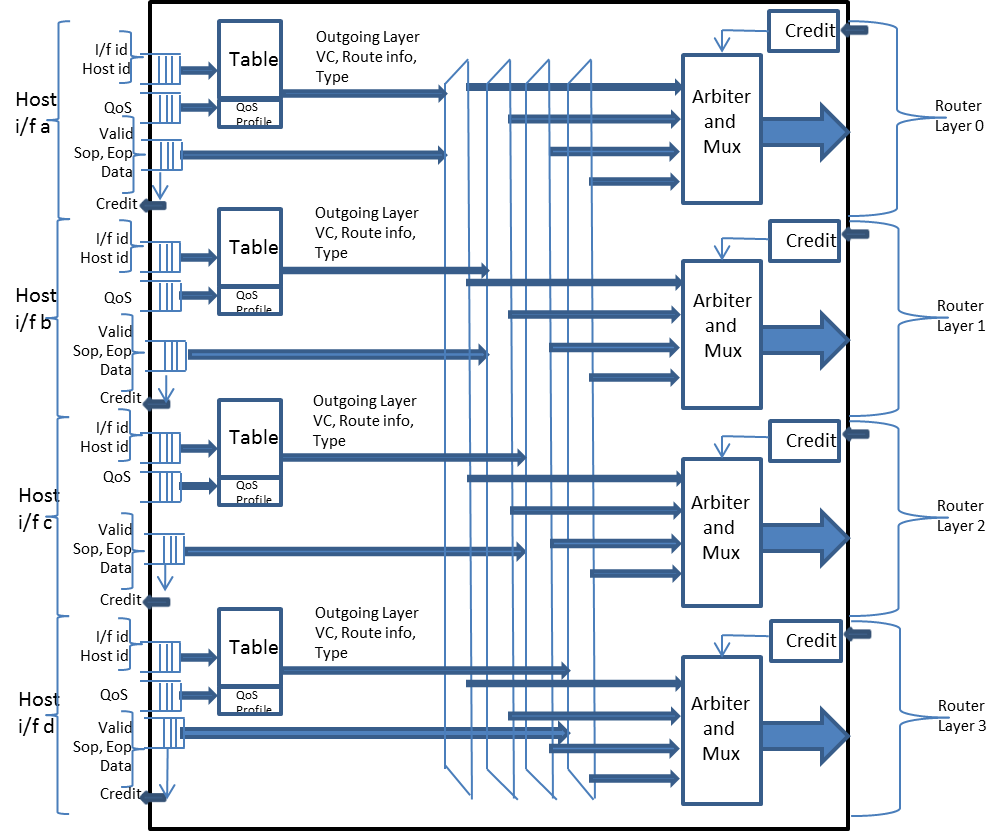 Host
i/f a
I/f id
Host id
QoS
Valid
Sop, Eop
Data
Credit
Table
QoS
Profile
Outgoing Layer
VC, Route info,
Type
Arbiter
and
Mux
Credit
Router
Layer 0
Host
i/f b
I/f id
Host id
QoS
Valid
Sop, Eop
Data
Credit
Table
QoS
Profile
Outgoing Layer
VC, Route info,
Type
Arbiter
and
Mux
Credit
Router
Layer 1
Host
i/f c
I/f id
Host id
QoS
Valid
Sop, Eop
Data
Credit
Table
QoS
Profile
Outgoing Layer
VC, Route info,
Type
Arbiter
and
Mux
Credit
Router
Layer 2
Host
i/f d
I/f id
Host id
QoS
Valid
Sop, Eop
Data
Credit
Table
QoS
Profile
Outgoing Layer
VC, Route info,
Type
Arbiter
and
Mux
Credit
Router
Layer 3